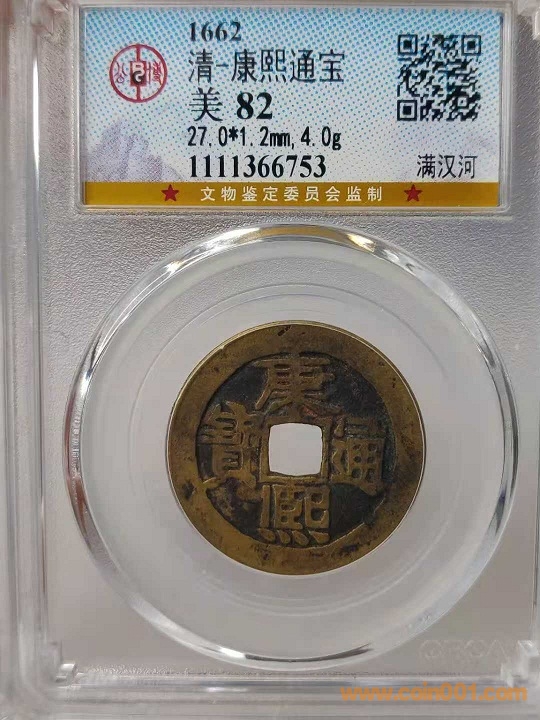 1662
清-康熙通宝
美 82
27.0*1.2mm,4.0g
1111366753
满汉河
★ 文物鉴定委员会监制 ★
康熙通寳
www.coin001.com